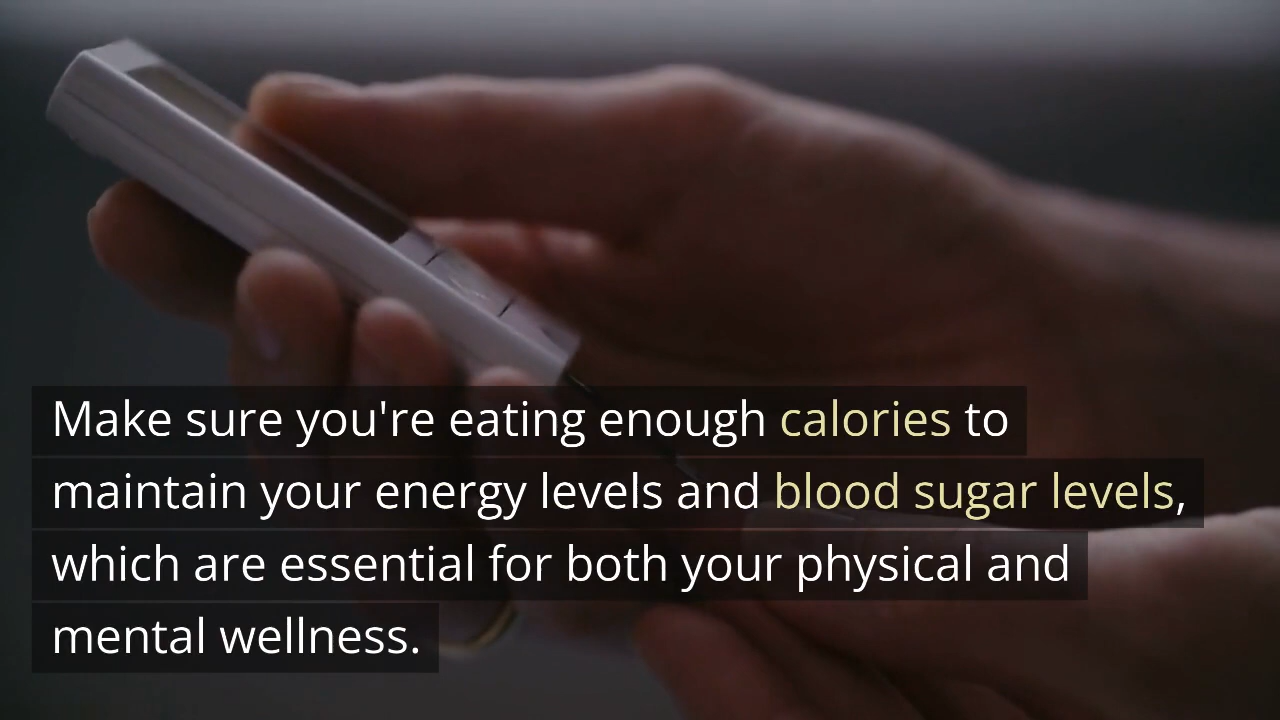 Make sure you're eating enough calories to
maintain your energy levels and blood sugar levels,
which are essential for both your physical and
mental wellness.